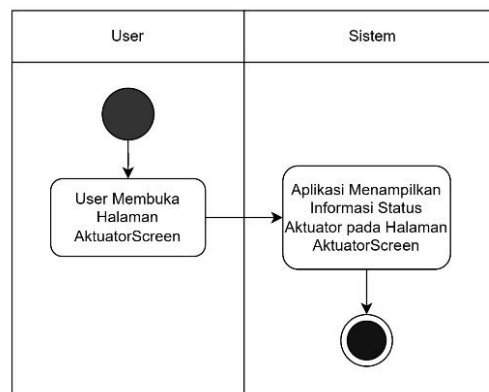 User
Sistem
User Membuka
Halaman
AktuatorScreen
Aplikasi Menampilkan
Informasi Status
Aktuator pada Halaman
AktuatorScreen